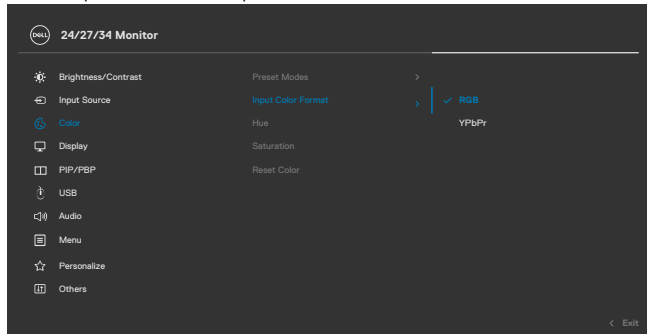 DELL 24/27/34 Monitor
Brightness/Contrast Preset Modes >
Input Source Input Color Format > ✓ RGB
Color Hue YPbPr
Display Saturation
PIP/PBP Reset Color
USB
Audio
Menu
Personalize
Others
< Exit